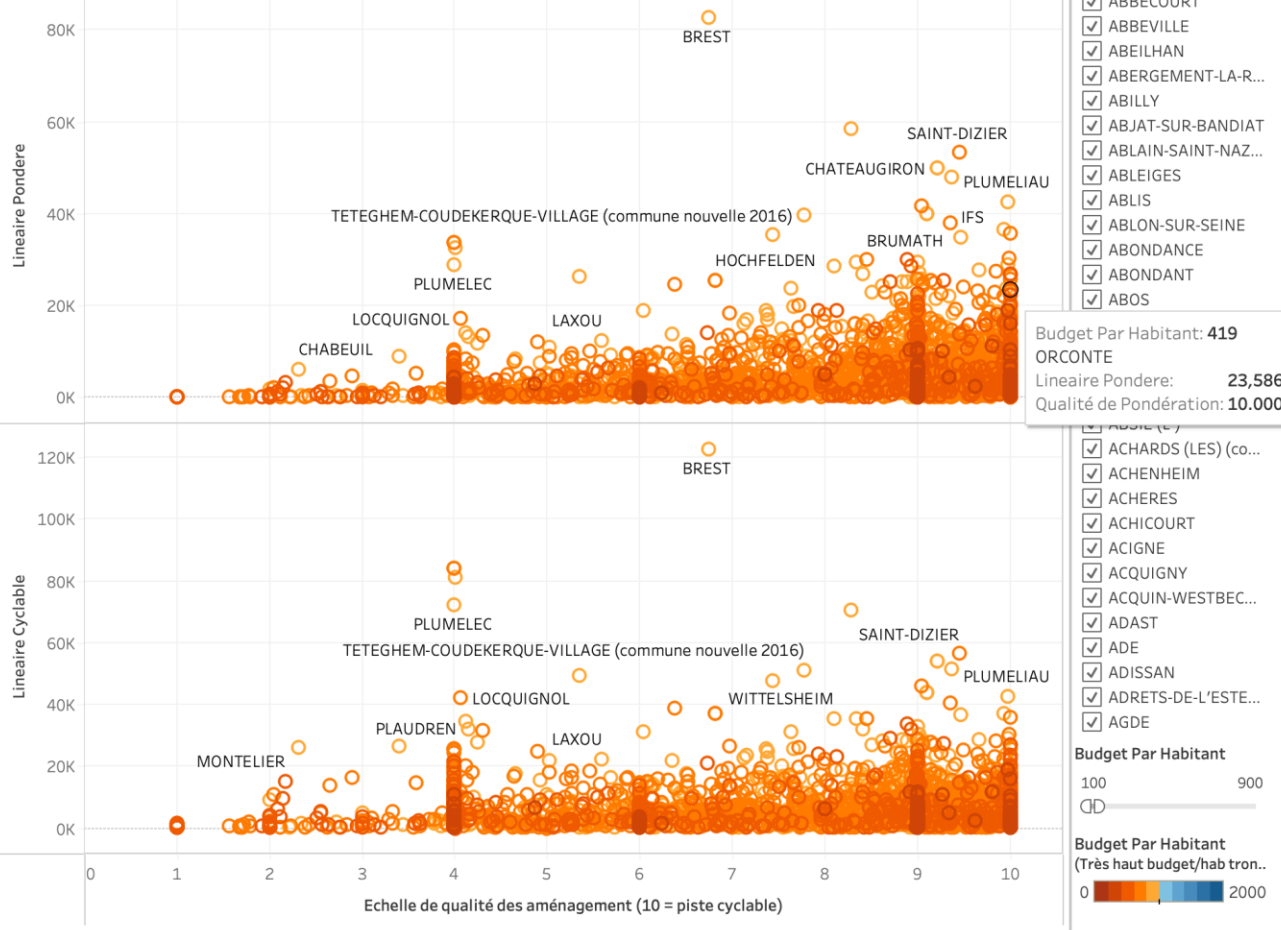 80K
60K
40K
20K
0K
Lineaire Pondere
BREST
SAINT-DIZIER
CHATEAUGIRON
PLUMELIAU
TETEGHEM-COUDEKERQUE-VILLAGE (commune nouvelle 2016)
IFS
BRUMATH
HOCHFELDEN
PLUMELEC
LOCQUIGNOL
LAXOU
CHABEUIL
120K
100K
80K
60K
40K
20K
0K
Lineaire Cyclable
BREST
PLUMELEC
SAINT-DIZIER
TETEGHEM-COUDEKERQUE-VILLAGE (commune nouvelle 2016)
PLUMELIAU
LOCQUIGNOL
WITTELSHEIM
PLAUDREN
LAXOU
MONTELIER
0 1 2 3 4 5 6 7 8 9 10
Echelle de qualité des aménagement (10 = piste cyclable)
ABBECOURT
ABBEVILLE
ABEILHAN
ABERGEMENT-LA-R...
ABILLY
ABJAT-SUR-BANDIAT
ABLAIN-SAINT-NAZ...
ABLEIGES
ABLIS
ABLON-SUR-SEINE
ABONDANCE
ABONDANT
ABOS
Budget Par Habitant: 419
ORCONTE
Lineaire Pondere: 23,586
Qualité de Pondération: 10.000
ABSIE (L')
ACHARDS (LES) (co...
ACHENHEIM
ACHERES
ACHICOURT
ACIGNE
ACQUIGNY
ACQUIN-WESTBEC...
ADAST
ADE
ADISSAN
ADRETS-DE-L'ESTE...
AGDE
Budget Par Habitant
100 900
Budget Par Habitant
(Très haut budget/hab tron..
0 2000